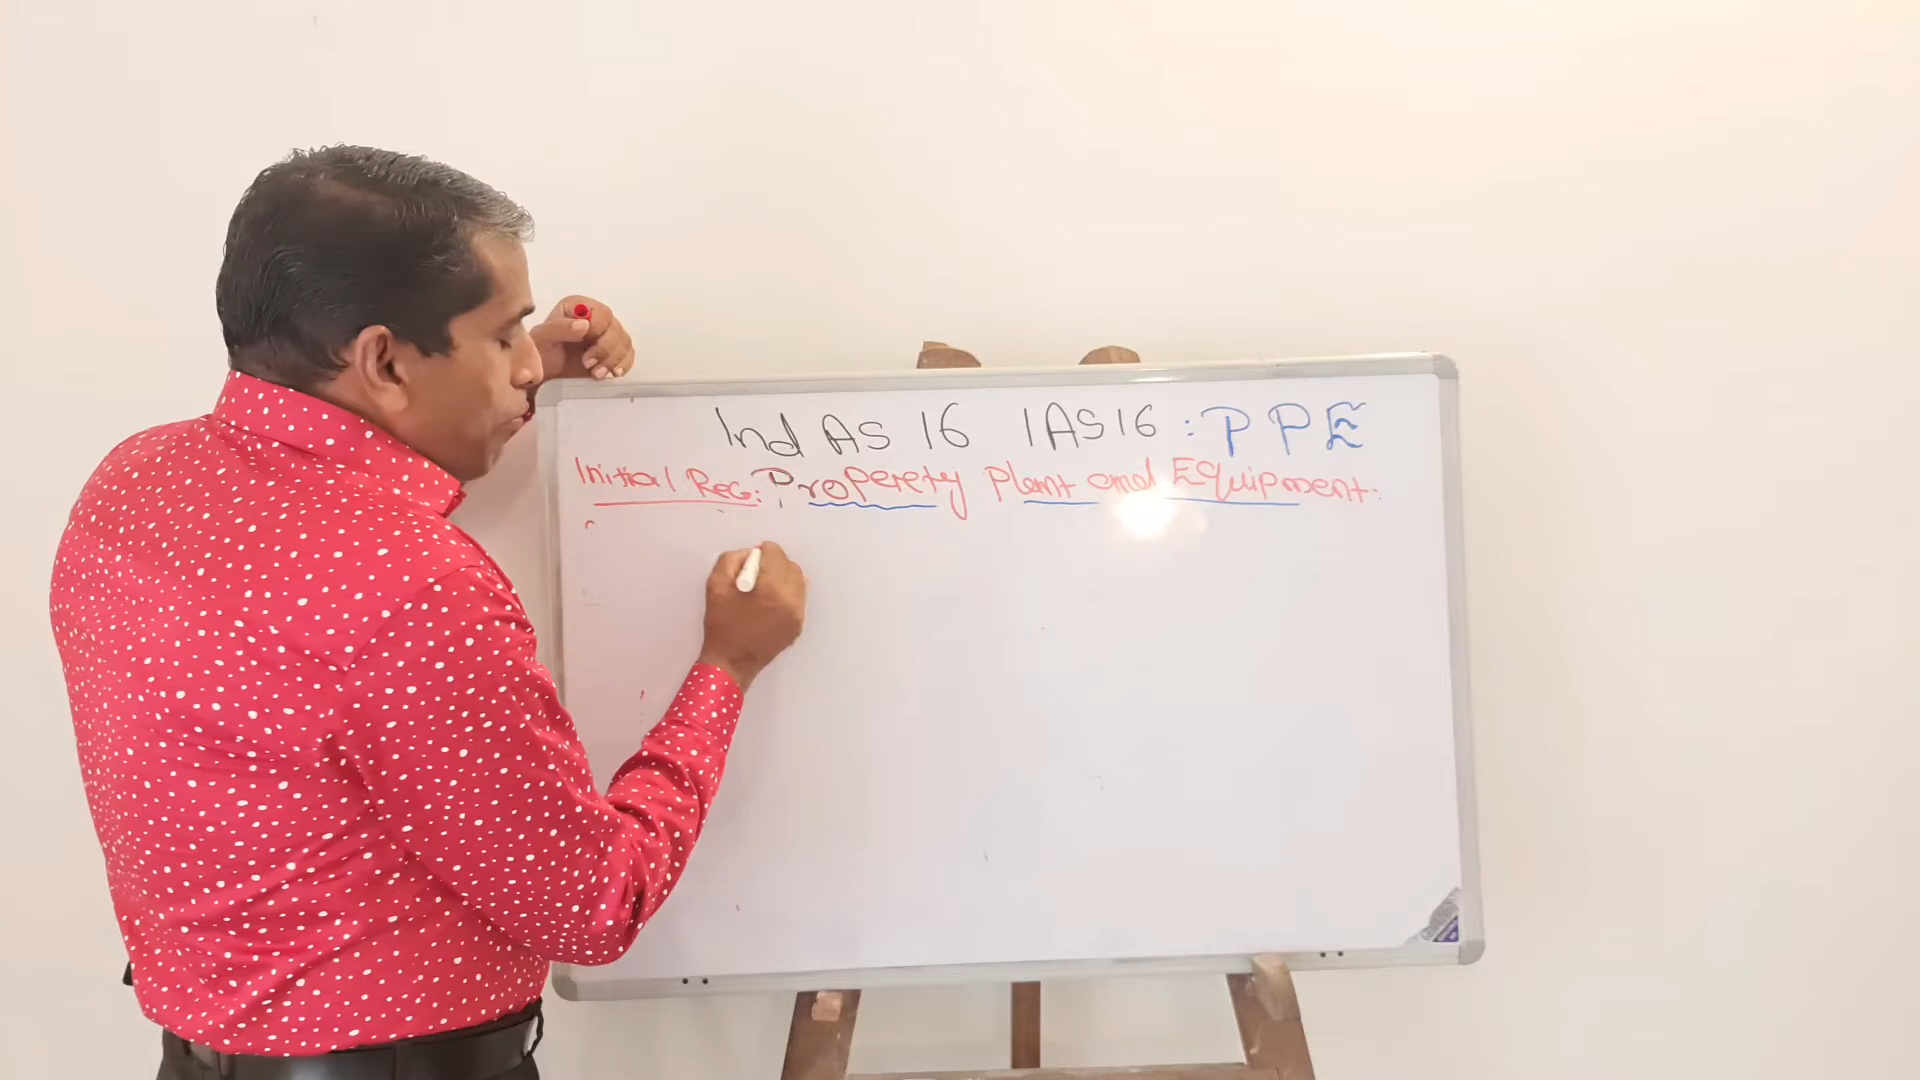 Ind AS 16 IAS 16 : PPE
Initial Rec: Properety Plant and Equipment: